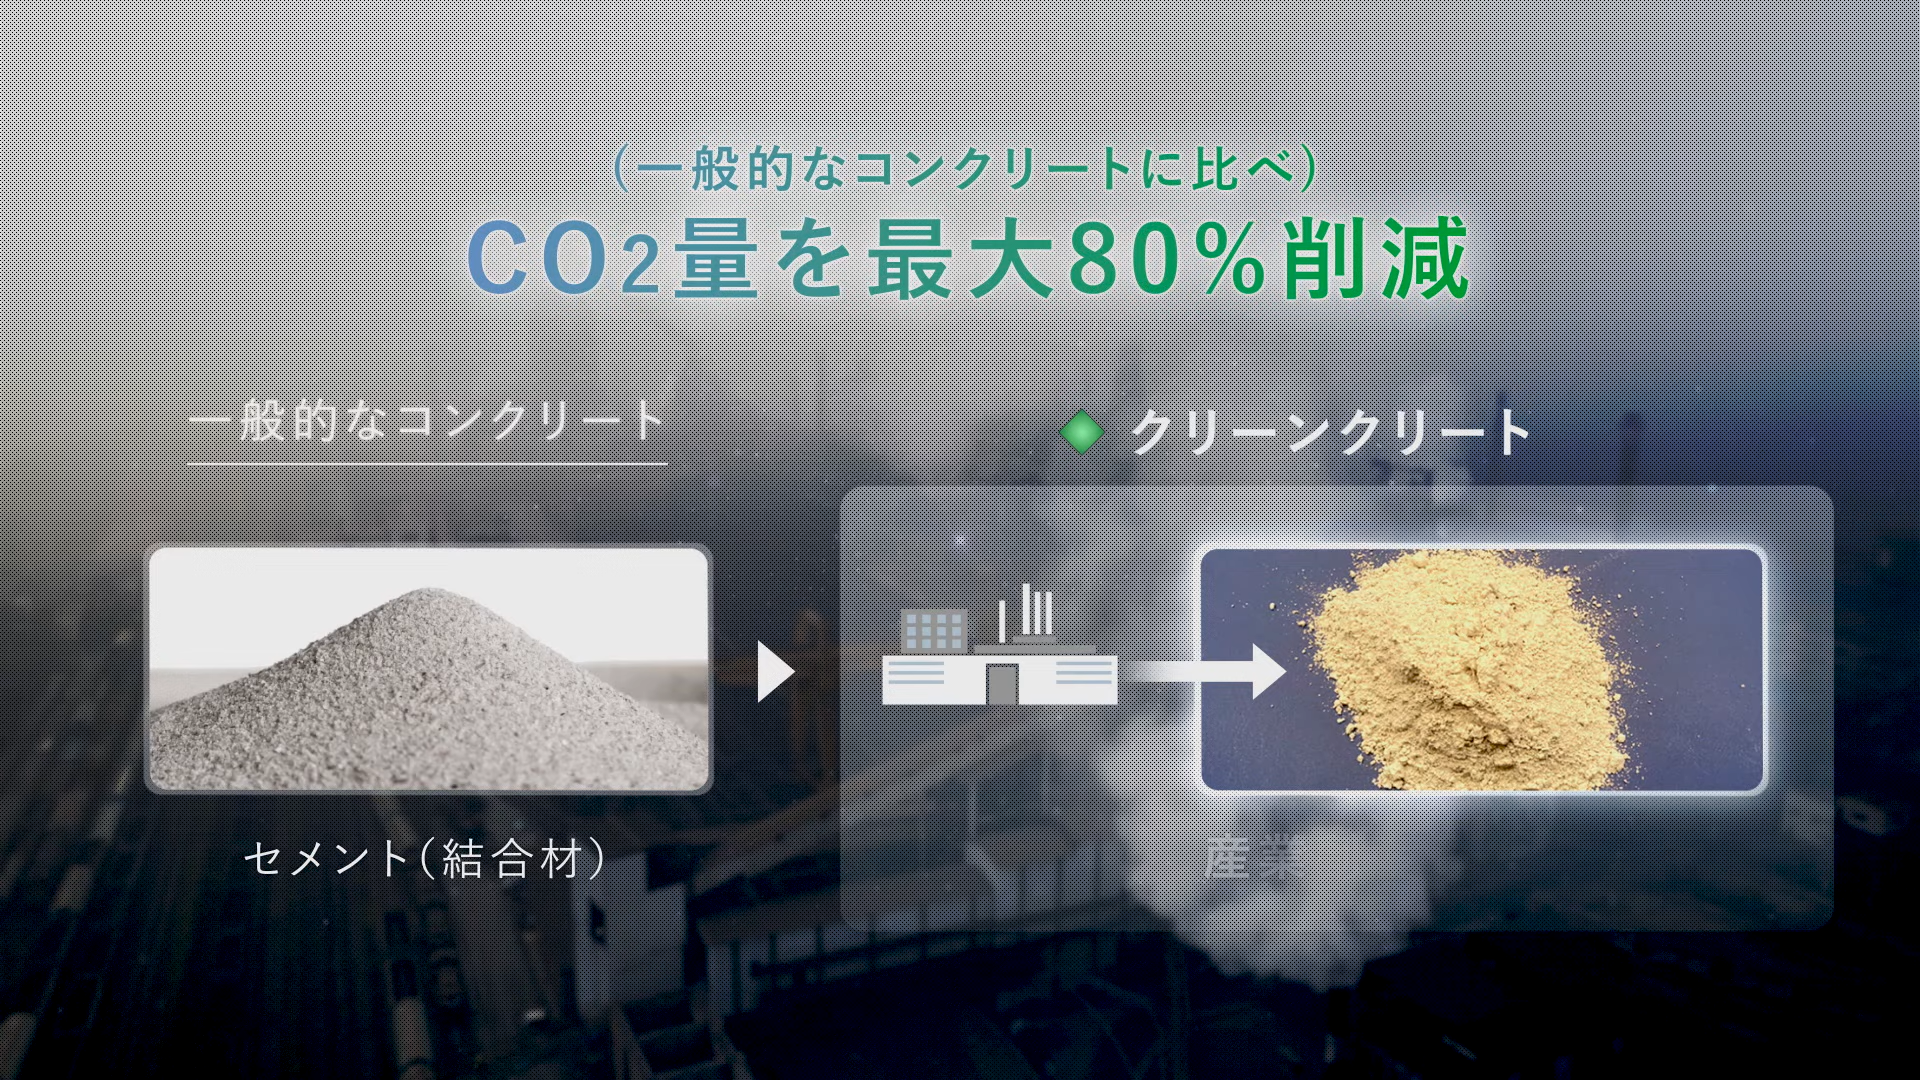 (一般的なコンクリートに比べ)
CO2量を最大80%削減
一般的なコンクリート
クリーンクリート
セメント(結合材)
産業